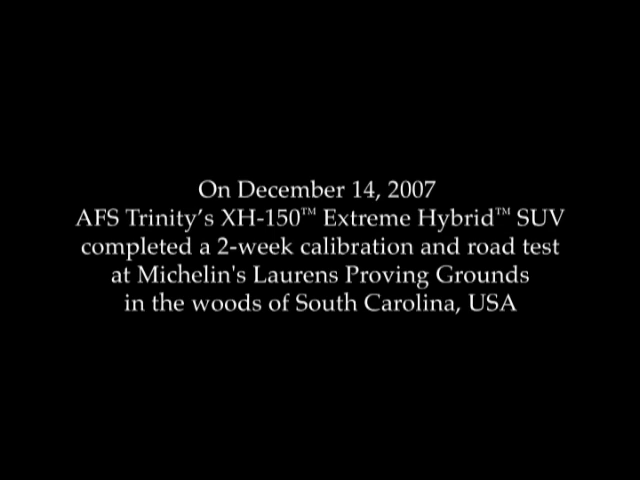 On December 14, 2007
AFS Trinity’s XH-150™ Extreme Hybrid™ SUV
completed a 2-week calibration and road test
at Michelin's Laurens Proving Grounds
in the woods of South Carolina, USA